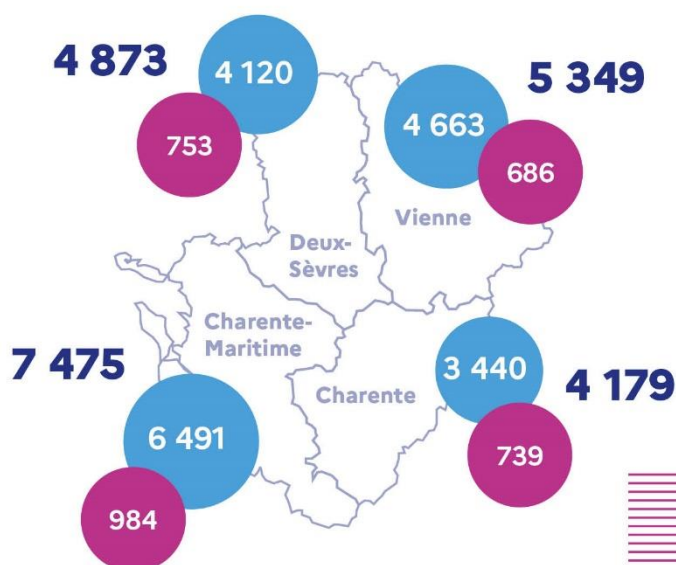 4 873
4 120
753
5 349
4 663
686
Vienne
Deux-
Sèvres
Charente-
Maritime
7 475
6 491
984
Charente
3 440
4 179
739